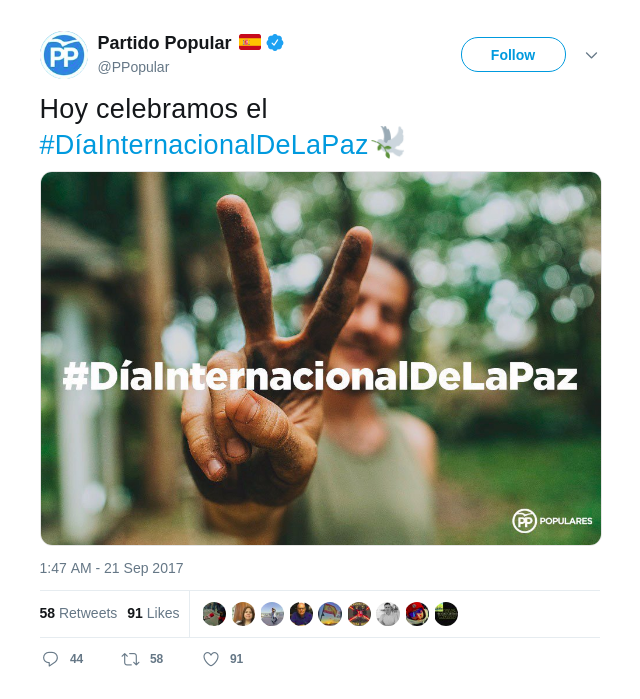 PP
Partido Popular
@PPopular
Follow
Hoy celebramos el
#DíaInternacionalDeLaPaz
#DíaInternacionalDeLaPaz
PP POPULARES
1:47 AM - 21 Sep 2017
58 Retweets 91 Likes
44 58 91